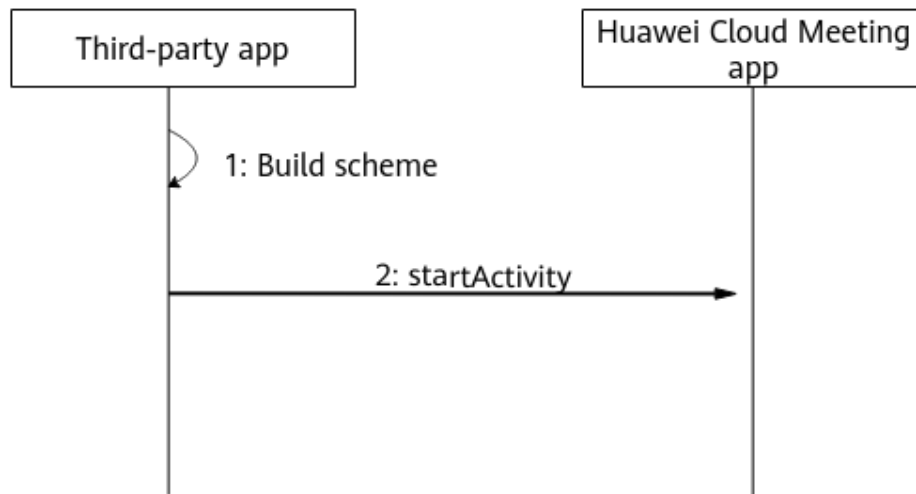 Third-party app
Huawei Cloud Meeting
app
1: Build scheme
2: startActivity